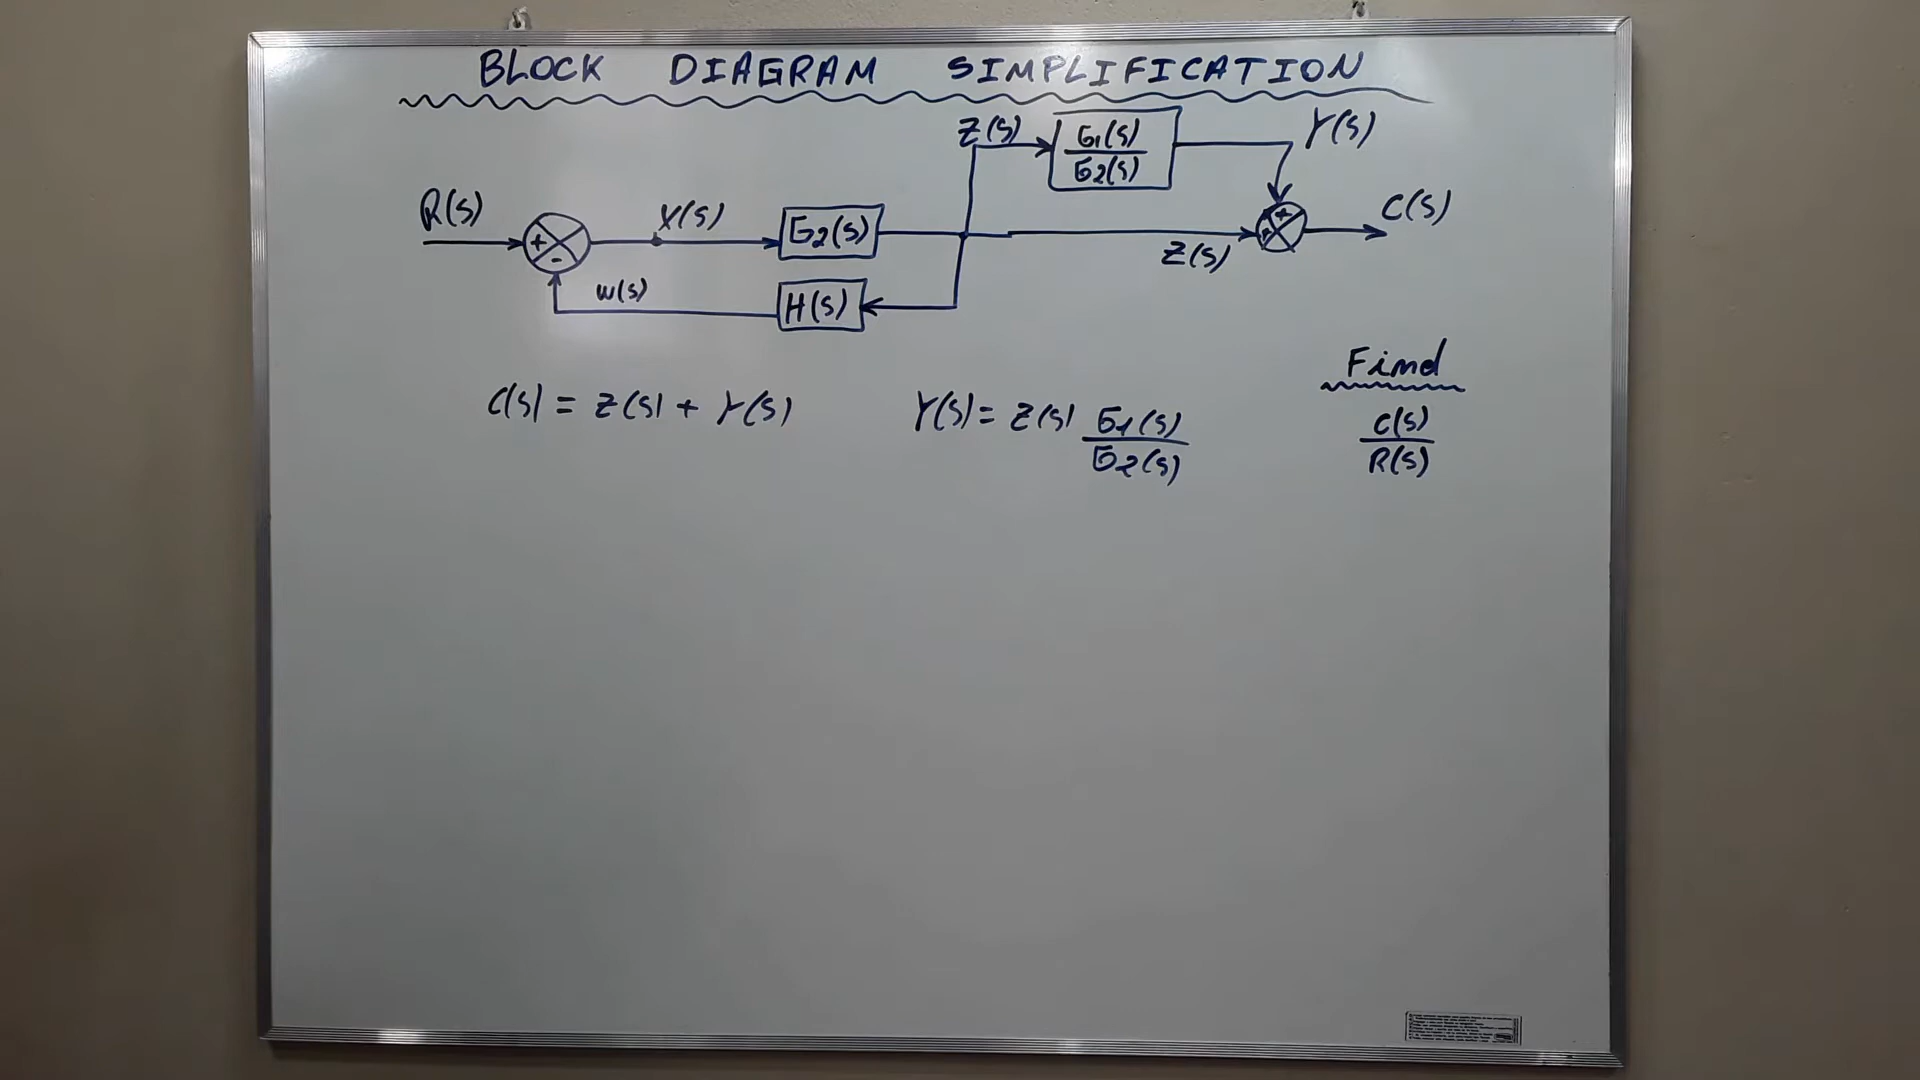 BLOCK DIAGRAM SIMPLIFICATION
Z(s)
G1(s)
G2(s)
Y(s)
R(s)
+
-
X(s)
G2(s)
+
+
C(s)
Z(s)
W(s)
H(s)
Find
C(s)
R(s)
C(s) = Z(s) + Y(s)
Y(s) = Z(s) G1(s)
G2(s)